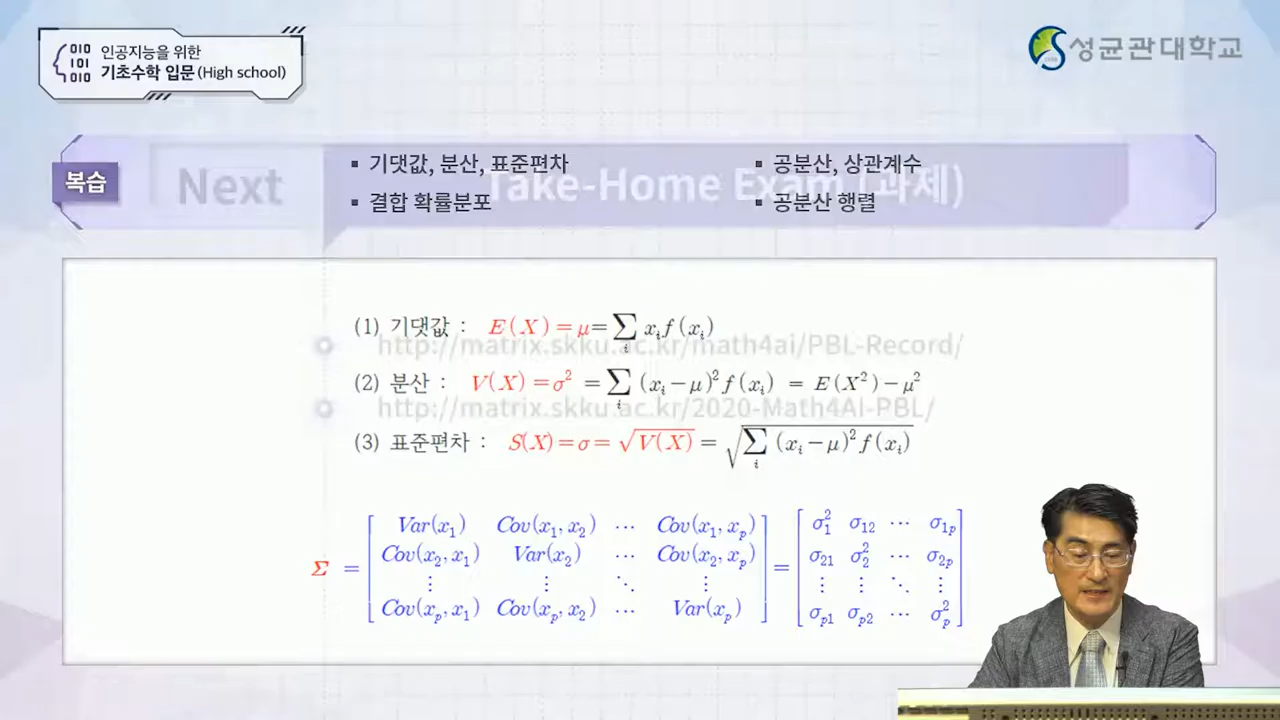 010
101
010
인공지능을 위한
기초수학 입문(High school)
성균관대학교
복습
▪ 기댓값, 분산, 표준편차
▪ 공분산, 상관계수
▪ 결합 확률분포
▪ 공분산 행렬
Next
Take-Home Exam (과제)
(1) 기댓값 : E(X)=μ=∑_i x_i f(x_i)
http://matrix.skku.ac.kr/math4ai/PBL-Record/
(2) 분산 : V(X)=σ² =∑_i (x_i−μ)² f(x_i) = E(X²)−μ²
http://matrix.skku.ac.kr/2020-Math4AI-PBL/
(3) 표준편차 : S(X)=σ=√V(X) = √∑_i (x_i−μ)² f(x_i)
Σ = [ Var(x_1) Cov(x_1, x_2) ⋯ Cov(x_1, x_p) ] = [ σ_1² σ_12 ⋯ σ_1p ]
Cov(x_2, x_1) Var(x_2) ⋯ Cov(x_2, x_p) σ_21 σ_2² ⋯ σ_2p
⋮ ⋮ ⋱ ⋮ ⋮ ⋮ ⋱ ⋮
Cov(x_p, x_1) Cov(x_p, x_2) ⋯ Var(x_p) σ_p1 σ_p2 ⋯ σ_p²